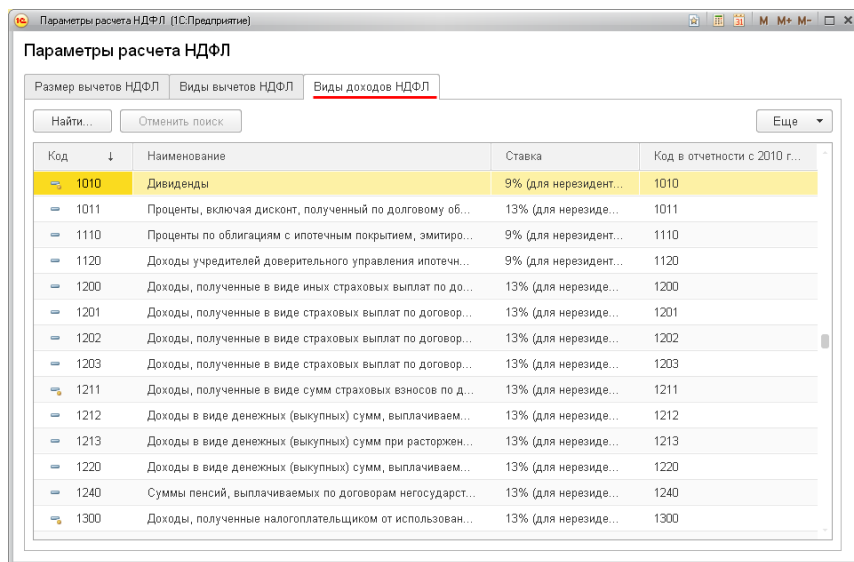 Параметры расчета НДФЛ (1С:Предприятие) 31 M M+ M-
Параметры расчета НДФЛ
Размер вычетов НДФЛ Виды вычетов НДФЛ Виды доходов НДФЛ
Найти... Отменить поиск Еще
Код ↓ Наименование Ставка Код в отчетности с 2010 г...
1010 Дивиденды 9% (для нерезидент... 1010
1011 Проценты, включая дисконт, полученный по долговому об... 13% (для нерезиде... 1011
1110 Проценты по облигациям с ипотечным покрытием, эмитиро... 9% (для нерезидент... 1110
1120 Доходы учредителей доверительного управления ипотечн... 9% (для нерезидент... 1120
1200 Доходы, полученные в виде иных страховых выплат по до... 13% (для нерезиде... 1200
1201 Доходы, полученные в виде страховых выплат по договор... 13% (для нерезиде... 1201
1202 Доходы, полученные в виде страховых выплат по договор... 13% (для нерезиде... 1202
1203 Доходы, полученные в виде страховых выплат по договор... 13% (для нерезиде... 1203
1211 Доходы, полученные в виде сумм страховых взносов по д... 13% (для нерезиде... 1211
1212 Доходы в виде денежных (выкупных) сумм, выплачиваем... 13% (для нерезиде... 1212
1213 Доходы в виде денежных (выкупных) сумм при расторжен... 13% (для нерезиде... 1213
1220 Доходы в виде денежных (выкупных) сумм, выплачиваем... 13% (для нерезиде... 1220
1240 Суммы пенсий, выплачиваемых по договорам негосударст... 13% (для нерезиде... 1240
1300 Доходы, полученные налогоплательщиком от использован... 13% (для нерезиде... 1300